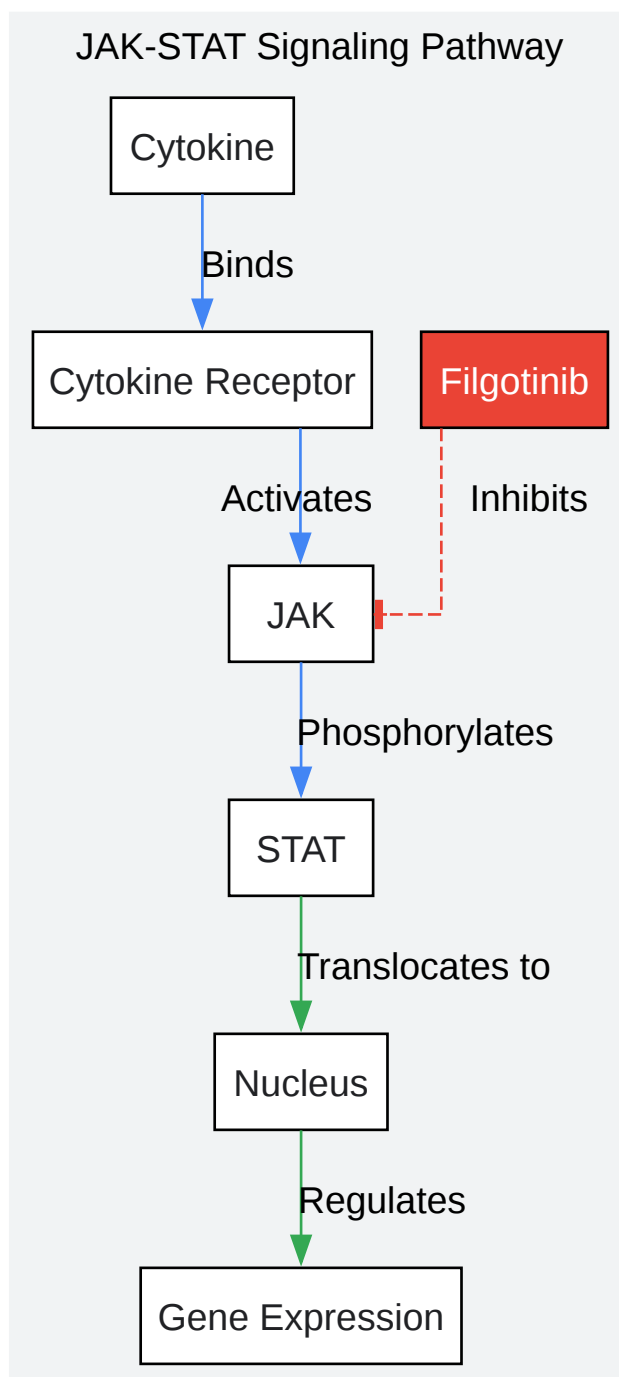 JAK-STAT Signaling Pathway
Cytokine
Binds
Cytokine Receptor
Filgotinib
Activates
Inhibits
JAK
Phosphorylates
STAT
Translocates to
Nucleus
Regulates
Gene Expression